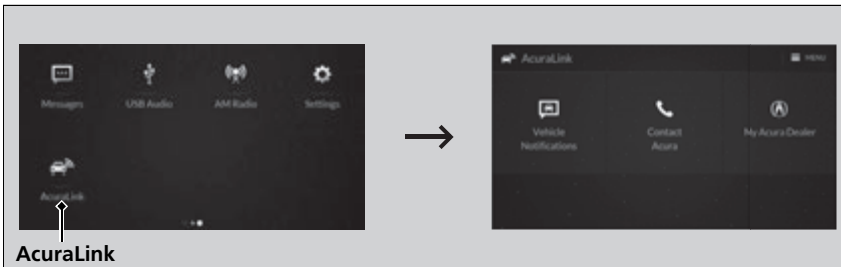 Messages
USB Audio
AM Radio
Settings
AcuraLink
AcuraLink
AcuraLink
MENU
Vehicle
Notifications
Contact
Acura
My Acura Dealer